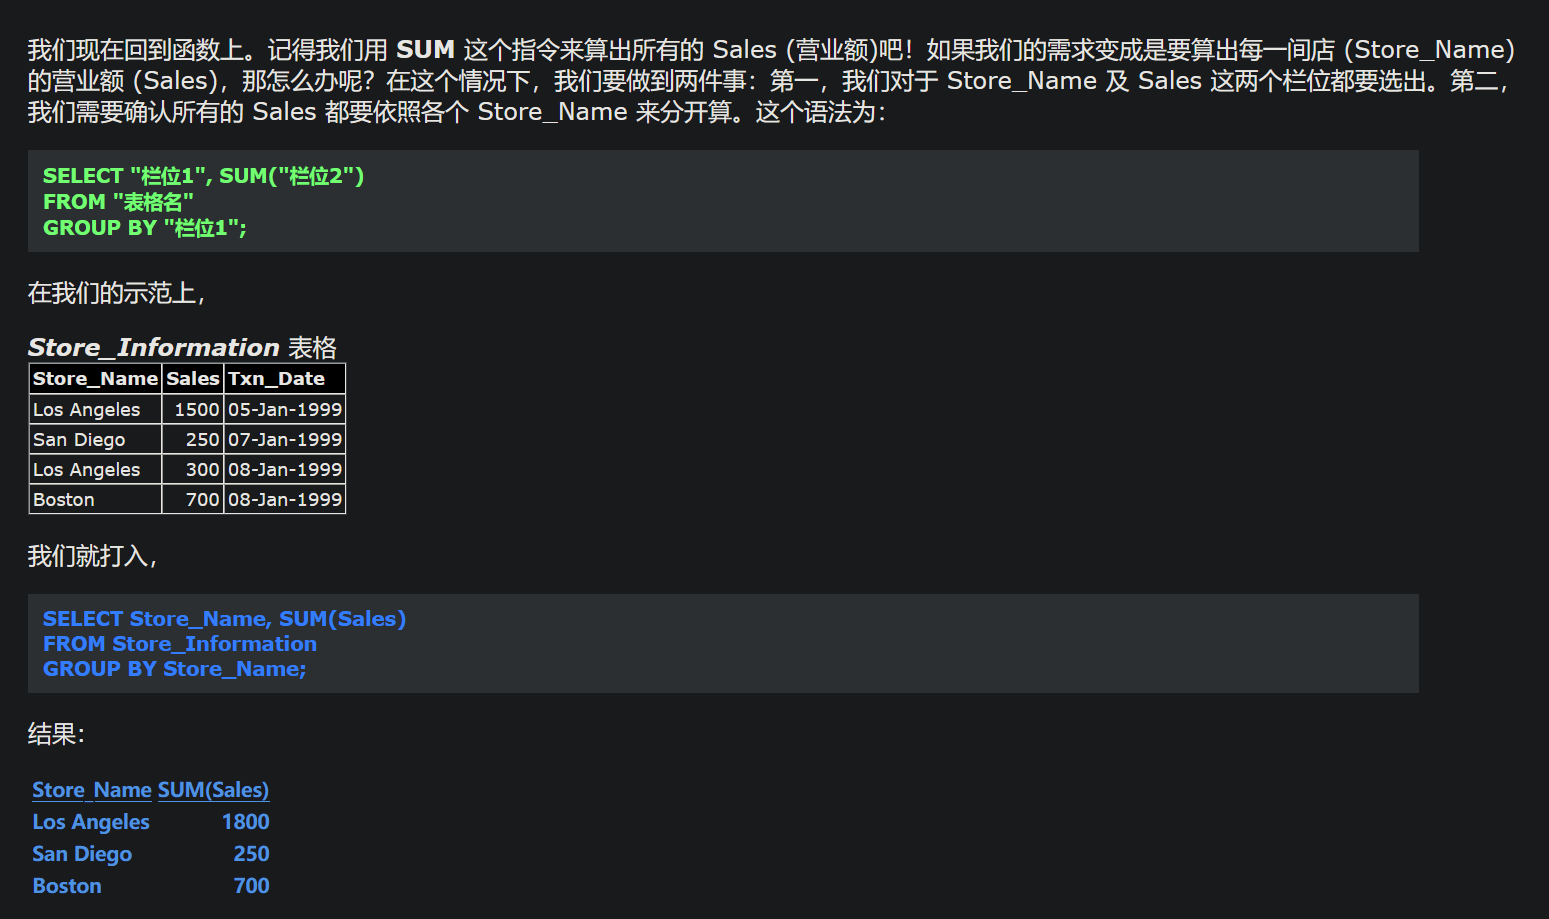 我们现在回到函数上。记得我们用 SUM 这个指令来算出所有的 Sales (营业额)吧！如果我们的需求变成是要算出每一间店 (Store_Name)
的营业额 (Sales)，那怎么办呢？在这个情况下，我们要做到两件事：第一，我们对于 Store_Name 及 Sales 这两个栏位都要选出。第二，
我们需要确认所有的 Sales 都要依照各个 Store_Name 来分开算。这个语法为：
SELECT "栏位1", SUM("栏位2")
FROM "表格名"
GROUP BY "栏位1";
在我们的示范上，
Store_Information 表格
Store_Name Sales Txn_Date
Los Angeles 1500 05-Jan-1999
San Diego 250 07-Jan-1999
Los Angeles 300 08-Jan-1999
Boston 700 08-Jan-1999
我们就打入，
SELECT Store_Name, SUM(Sales)
FROM Store_Information
GROUP BY Store_Name;
结果：
Store_Name SUM(Sales)
Los Angeles 1800
San Diego 250
Boston 700